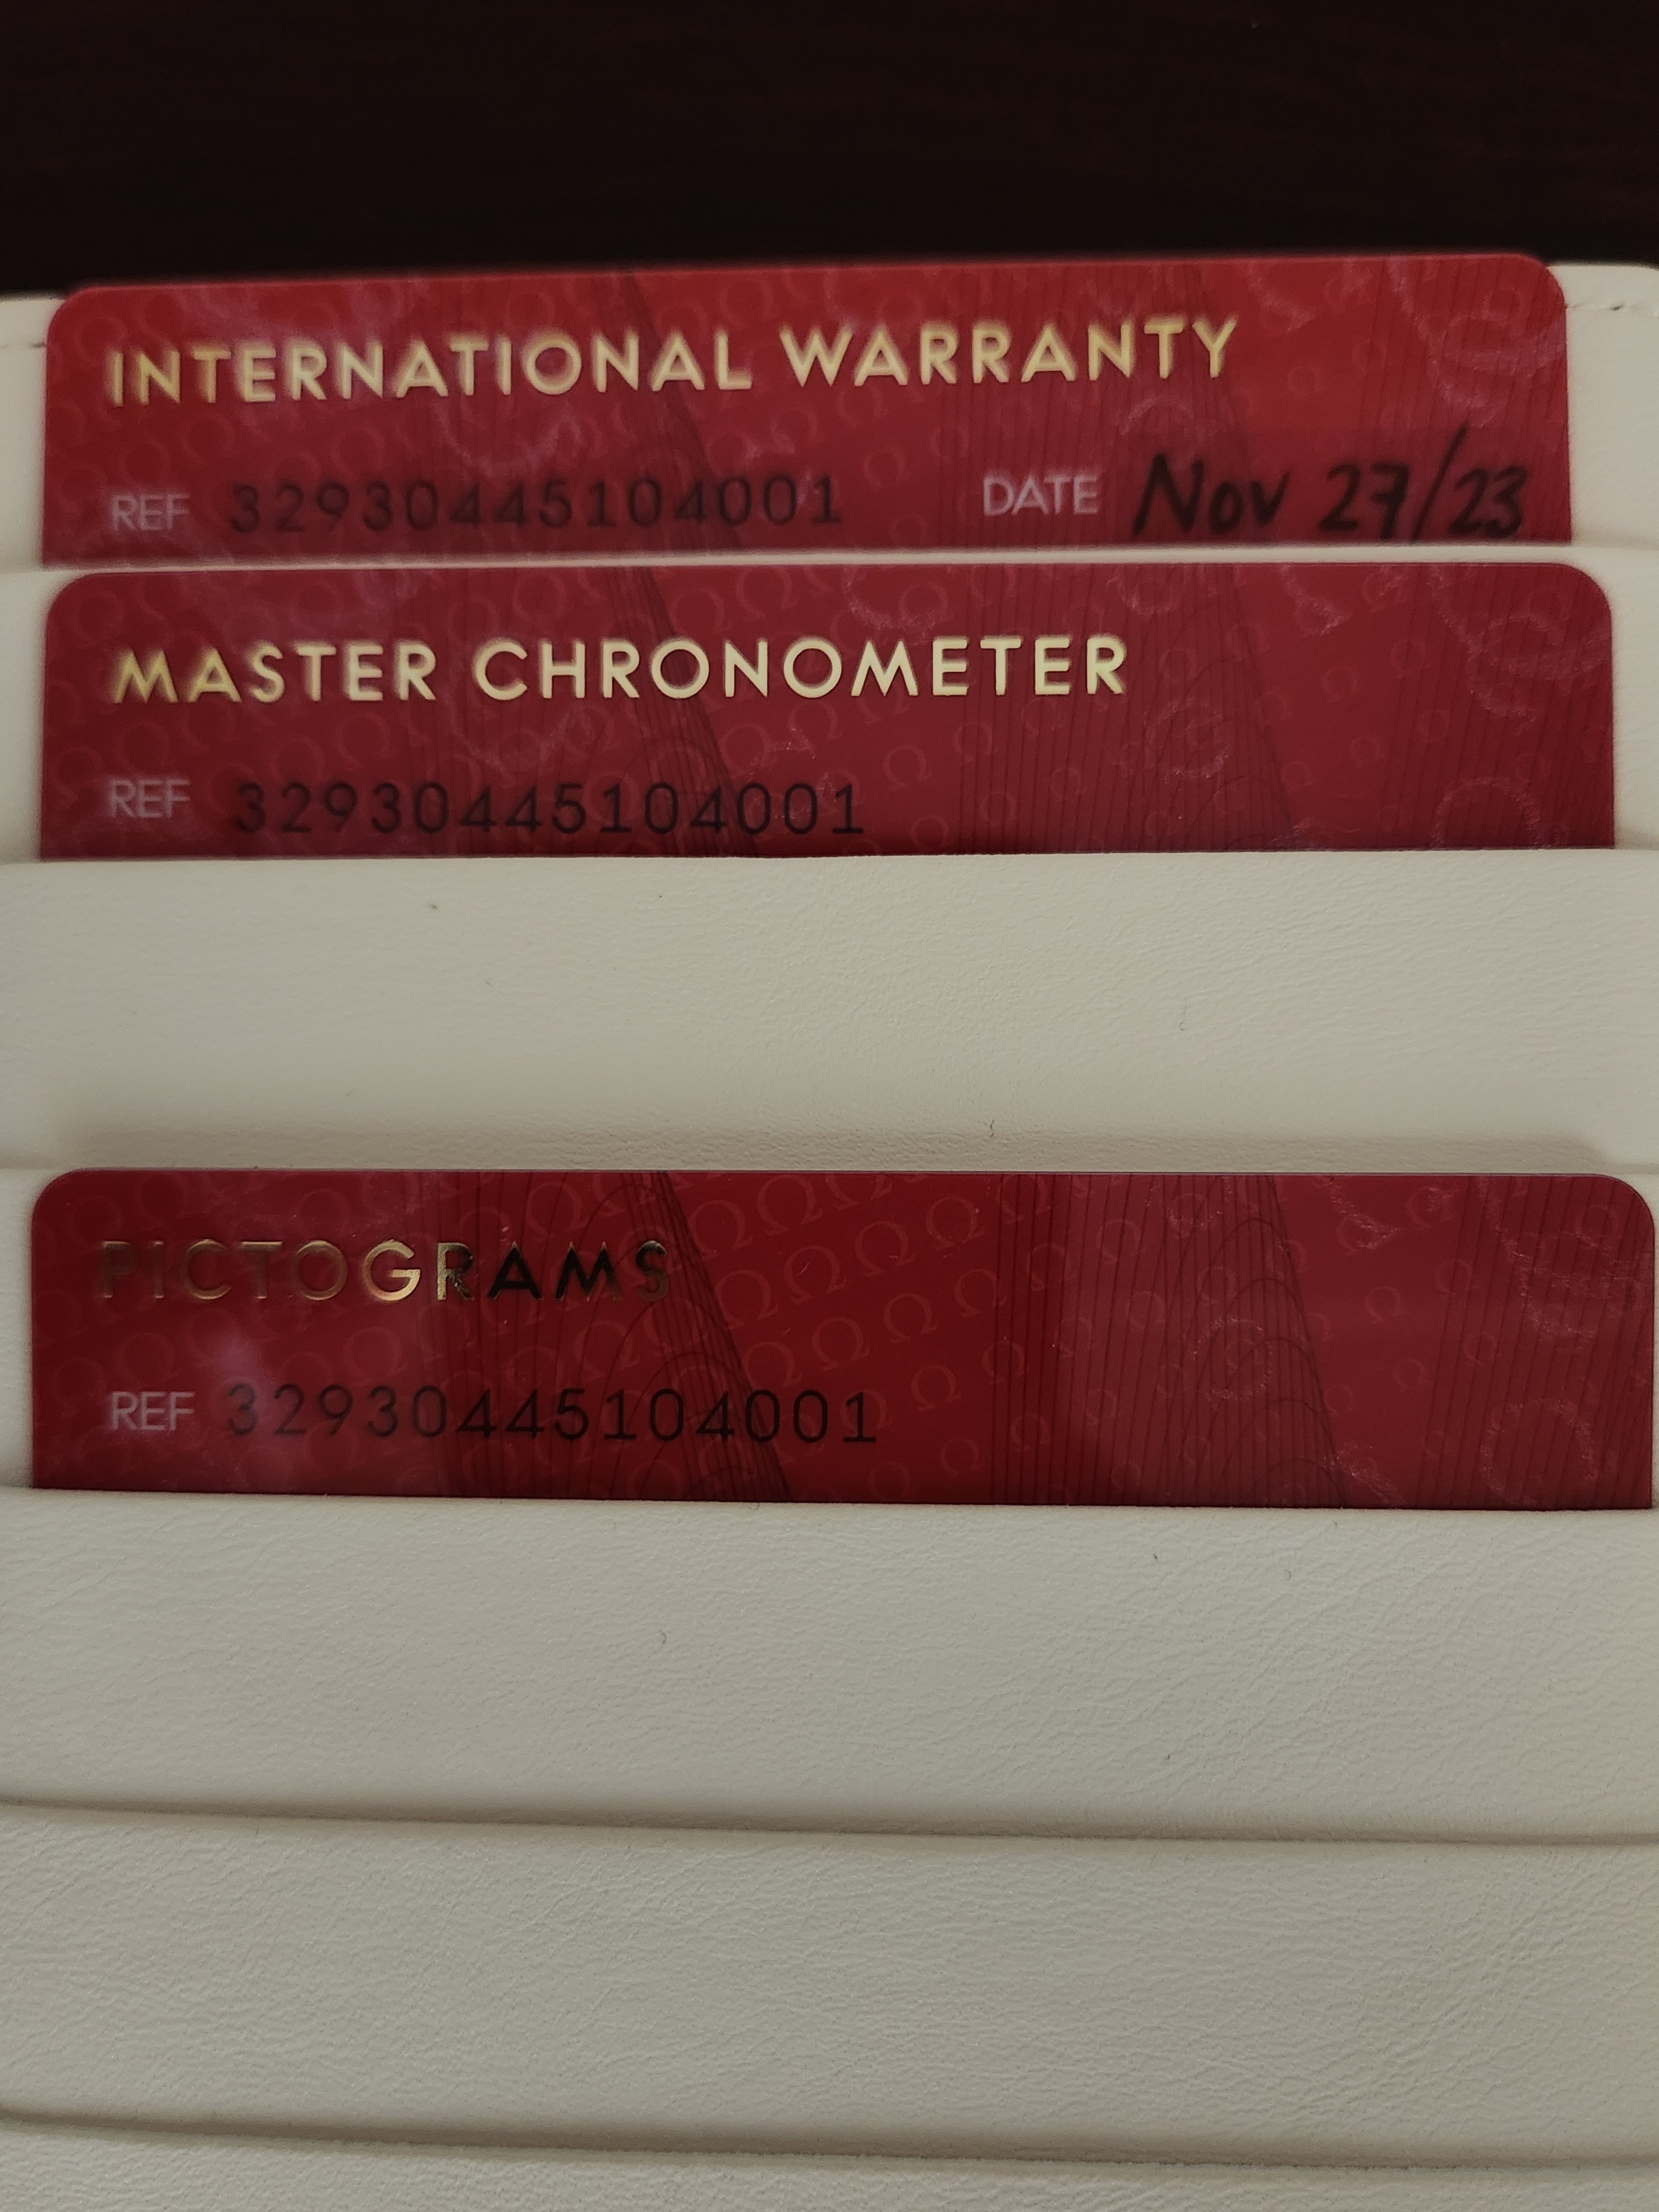 INTERNATIONAL WARRANTY
REF 32930445104001 DATE Nov 27/23
MASTER CHRONOMETER
REF 32930445104001
PICTOGRAMS
REF 32930445104001